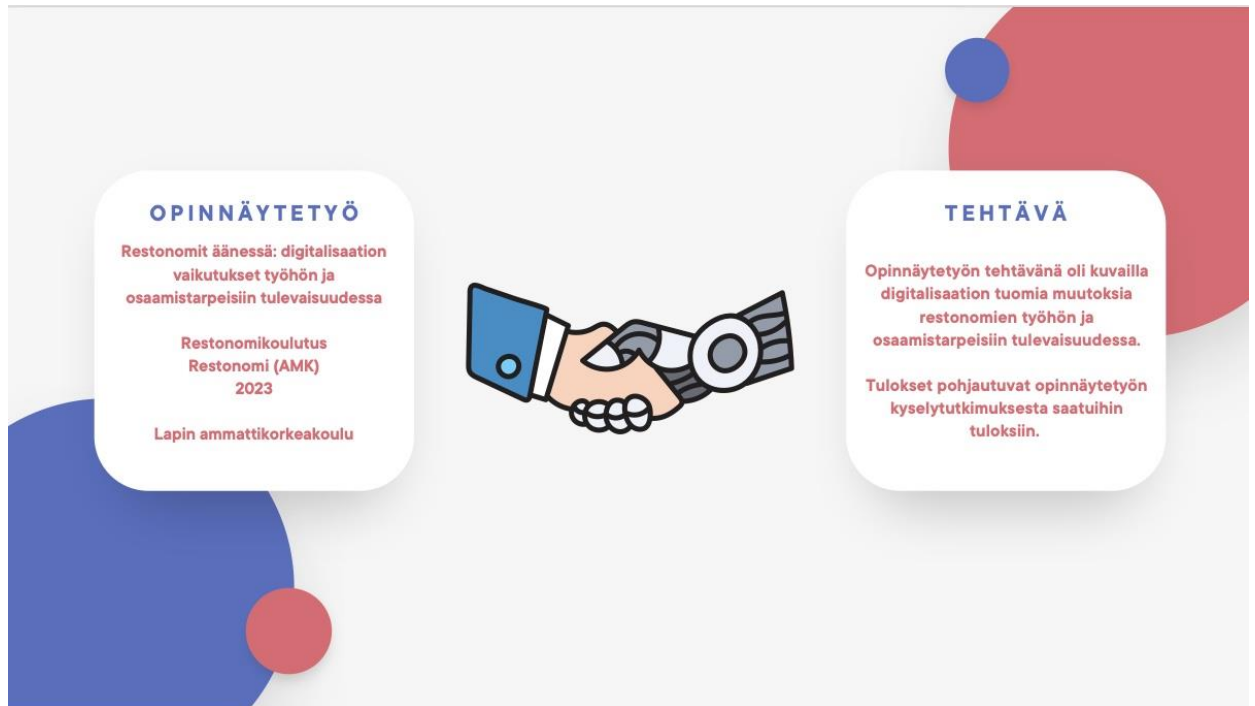 OPINNÄYTETYÖ
Restonomit äänessä: digitalisaation
vaikutukset työhön ja
osaamistarpeisiin tulevaisuudessa
Restonomikoulutus
Restonomi (AMK)
2023
Lapin ammattikorkeakoulu
TEHTÄVÄ
Opinnäytetyön tehtävänä oli kuvailla
digitalisaation tuomia muutoksia
restonomien työhön ja
osaamistarpeisiin tulevaisuudessa.
Tulokset pohjautuvat opinnäytetyön
kyselytutkimuksesta saatuihin
tuloksiin.